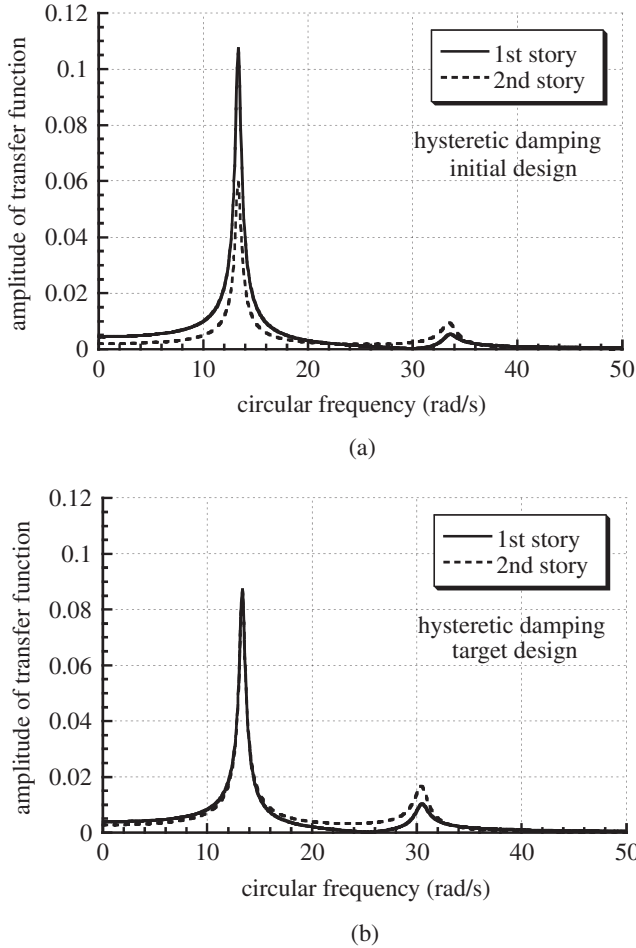 0.12
0.1
0.08
0.06
0.04
0.02
0
amplitude of transfer function
1st story
2nd story
hysteretic damping
initial design
0 10 20 30 40 50
circular frequency (rad/s)
(a)
0.12
0.1
0.08
0.06
0.04
0.02
0
amplitude of transfer function
1st story
2nd story
hysteretic damping
target design
0 10 20 30 40 50
circular frequency (rad/s)
(b)